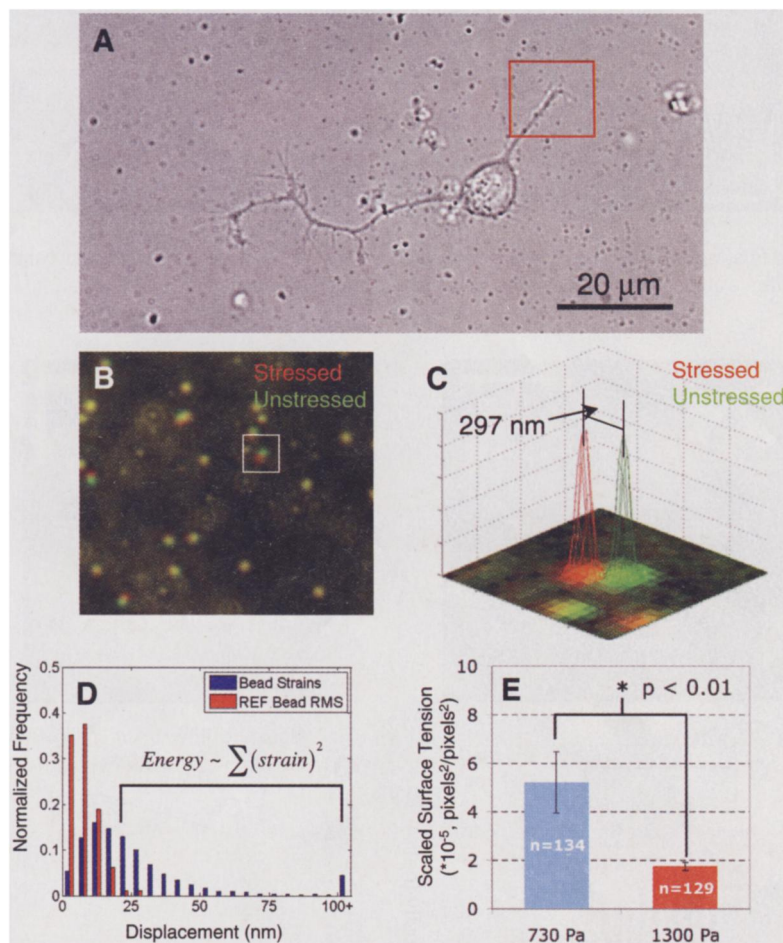 A
20 μm
B
Stressed
Unstressed
C
Stressed
Unstressed
297 nm
D
Normalized Frequency
0.5
0.4
0.3
0.2
0.1
0
Bead Strains
REF Bead RMS
Energy ~ ∑(strain)²
0
25
50
75
100+
Displacement (nm)
E
Scaled Surface Tension
(*10⁻⁵, pixels²/pixels²)
10
8
6
4
2
0
* p < 0.01
n=134
n=129
730 Pa
1300 Pa